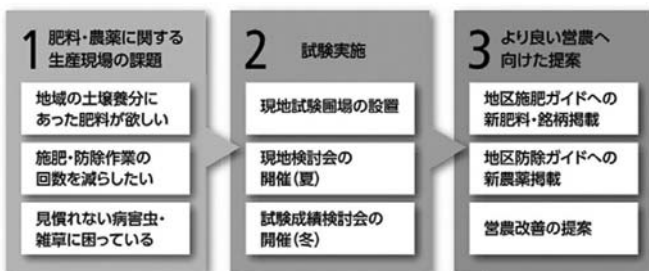 1 肥料・農薬に関する
生産現場の課題
地域の土壌養分に
あった肥料が欲しい
施肥・防除作業の
回数を減らしたい
見慣れない病害虫・
雑草に困っている
2 試験実施
現地試験圃場の設置
現地検討会の
開催（夏）
試験成績検討会の
開催（冬）
3 より良い営農へ
向けた提案
地区施肥ガイドへの
新肥料・銘柄掲載
地区防除ガイドへの
新農薬掲載
営農改善の提案